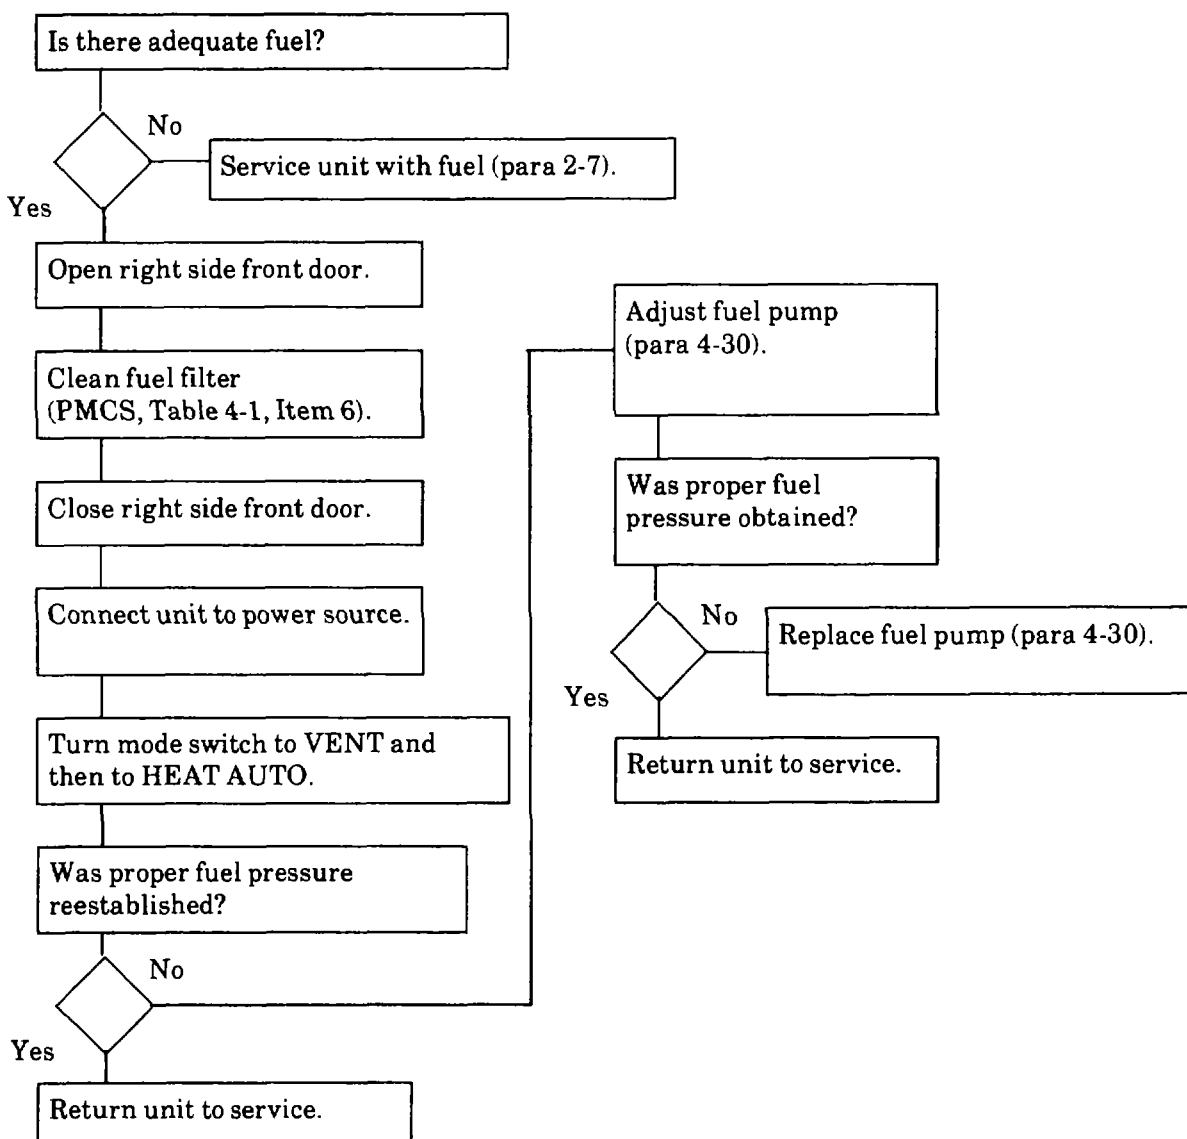 Is there adequate fuel?
No
Service unit with fuel (para 2-7).
Yes
Open right side front door.
Clean fuel filter
(PMCS, Table 4-1, Item 6).
Close right side front door.
Connect unit to power source.
Turn mode switch to VENT and
then to HEAT AUTO.
Was proper fuel pressure
reestablished?
No
Yes
Return unit to service.
Adjust fuel pump
(para 4-30).
Was proper fuel
pressure obtained?
No
Replace fuel pump (para 4-30).
Yes
Return unit to service.